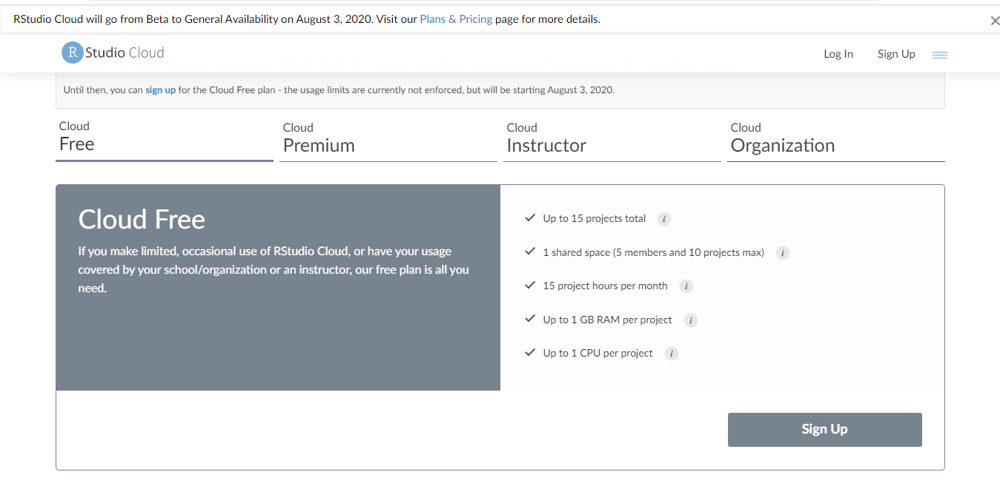 RStudio Cloud will go from Beta to General Availability on August 3, 2020. Visit our Plans & Pricing page for more details.
R Studio Cloud
Log In Sign Up
Until then, you can sign up for the Cloud Free plan - the usage limits are currently not enforced, but will be starting August 3, 2020.
Cloud
Free
Cloud
Premium
Cloud
Instructor
Cloud
Organization
Cloud Free
If you make limited, occasional use of RStudio Cloud, or have your usage
covered by your school/organization or an instructor, our free plan is all you
need.
Up to 15 projects total i
1 shared space (5 members and 10 projects max) i
15 project hours per month i
Up to 1 GB RAM per project i
Up to 1 CPU per project i
Sign Up